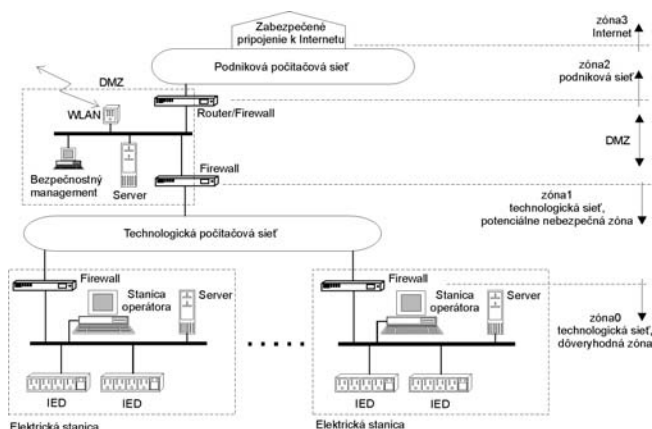 Zabezpečené
pripojenie k Internetu
zóna3
Internet
Podniková počítačová sieť
zóna2
podniková sieť
DMZ
WLAN
Router/Firewall
DMZ
Bezpečnostný
management
Server
Firewall
zóna1
technologická sieť,
potenciálne nebezpečná zóna
Technologická počítačová sieť
Firewall
Stanica
operátora
Server
IED
IED
Elektrická stanica
Firewall
Stanica
operátora
Server
IED
IED
Elektrická stanica
zóna0
technologická sieť,
dôveryhodná zóna